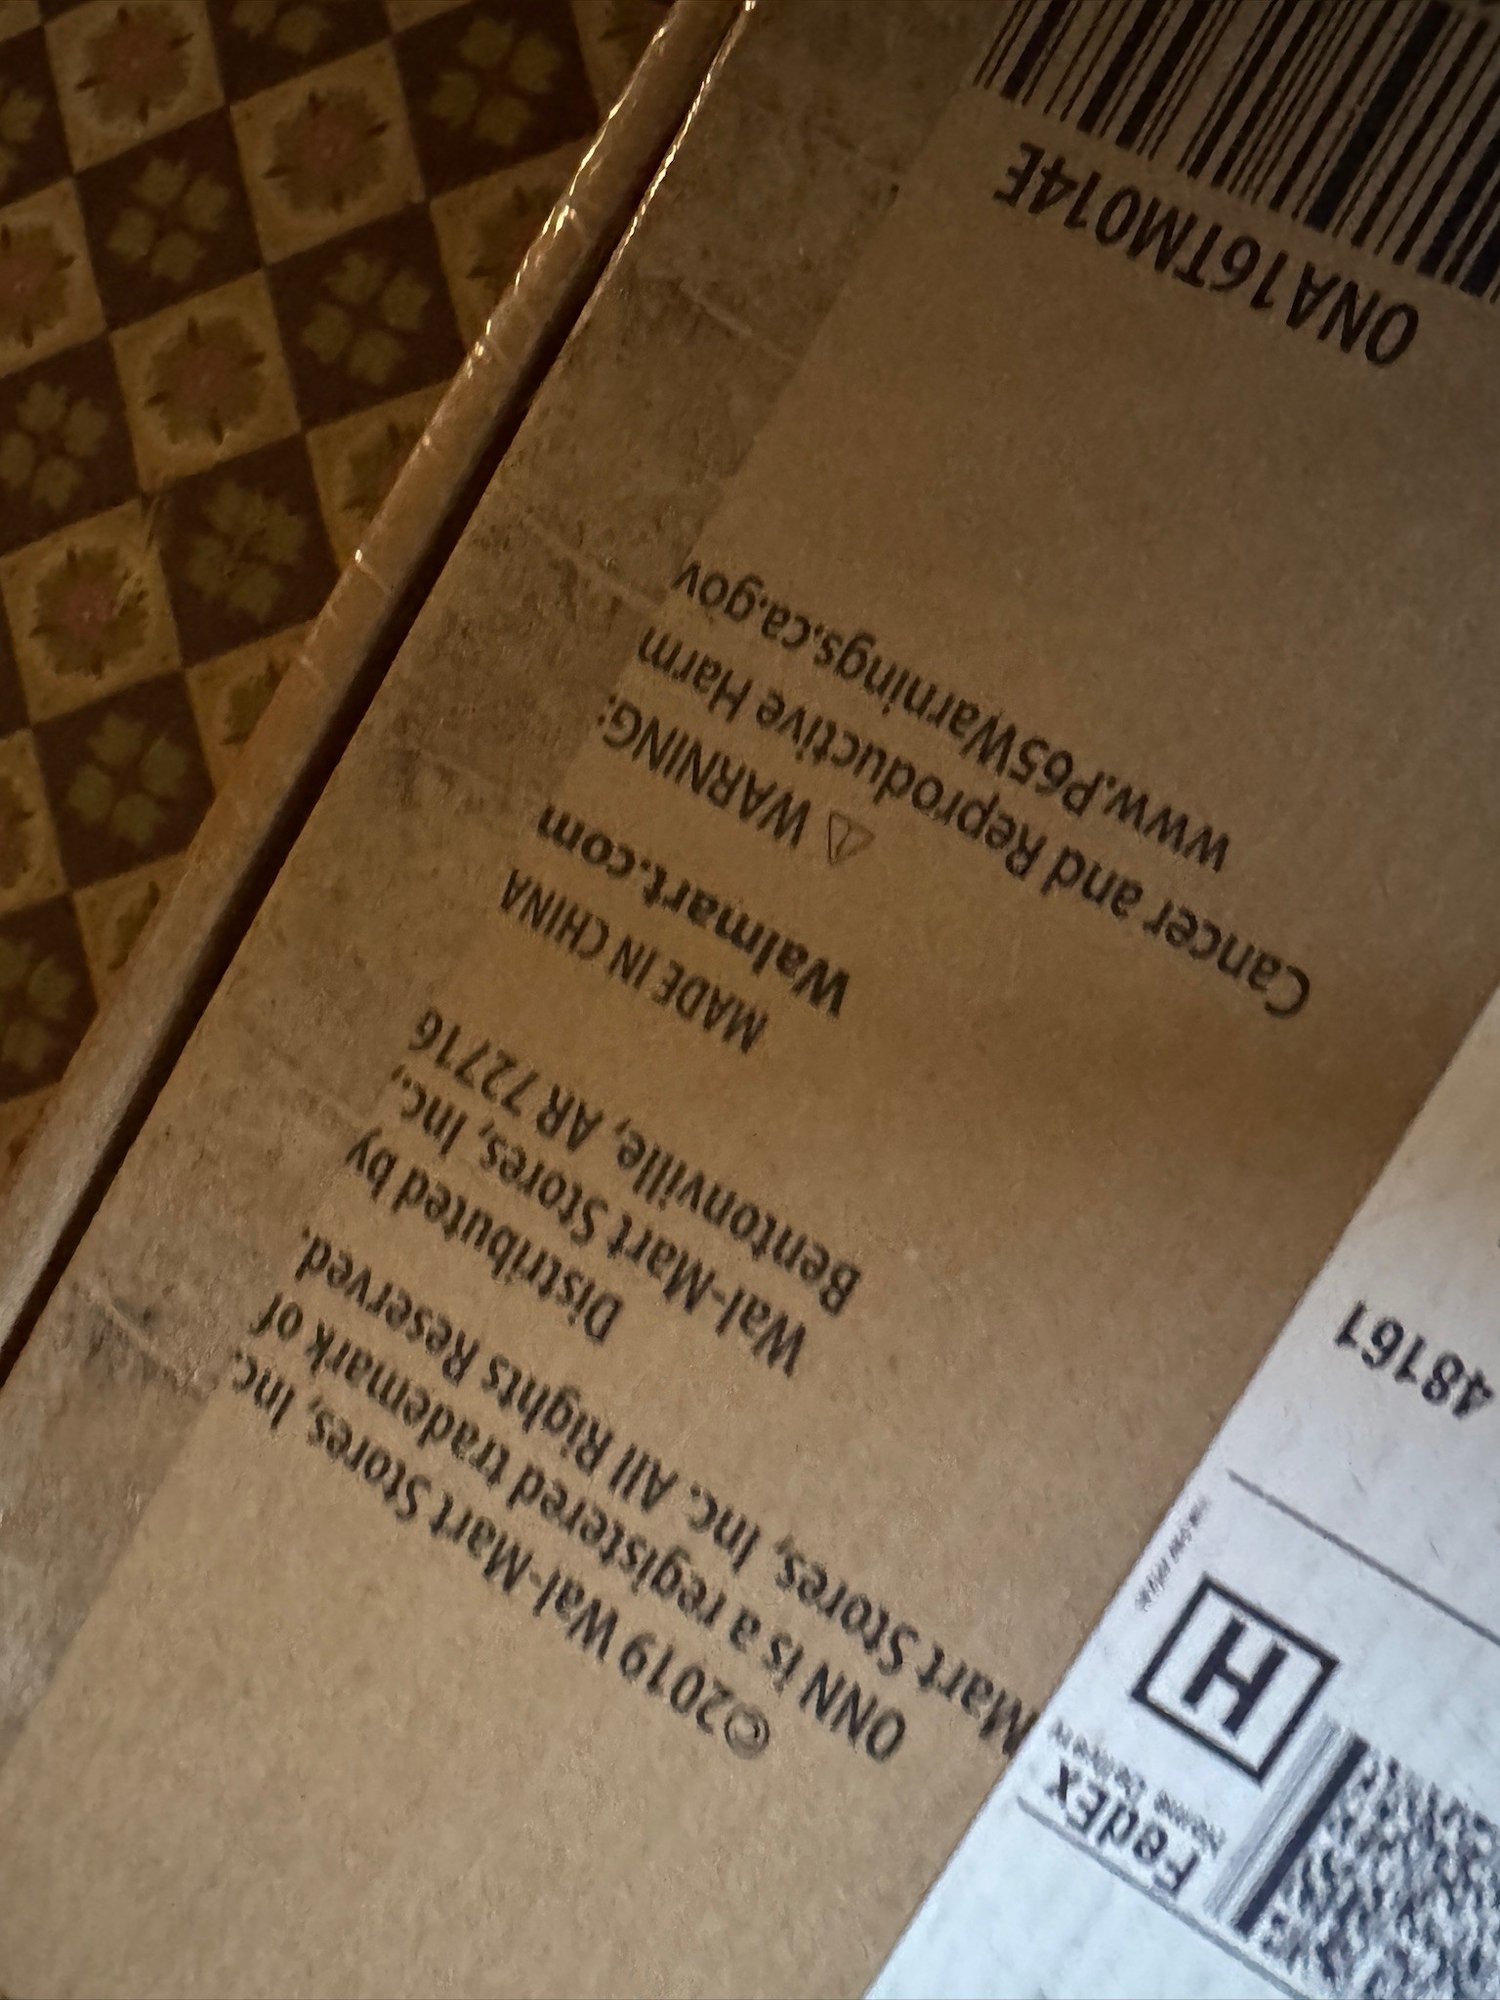 ©2019 Wal-Mart Stores, Inc.
ONN is a registered trademark of
Mart Stores, Inc. All Rights Reserved.
Distributed by
Wal-Mart Stores, Inc.,
Bentonville, AR 72716
MADE IN CHINA
Walmart.com
⚠ WARNING:
Cancer and Reproductive Harm
www.P65Warnings.ca.gov
ONA16TM014E
48161
H
FedEx